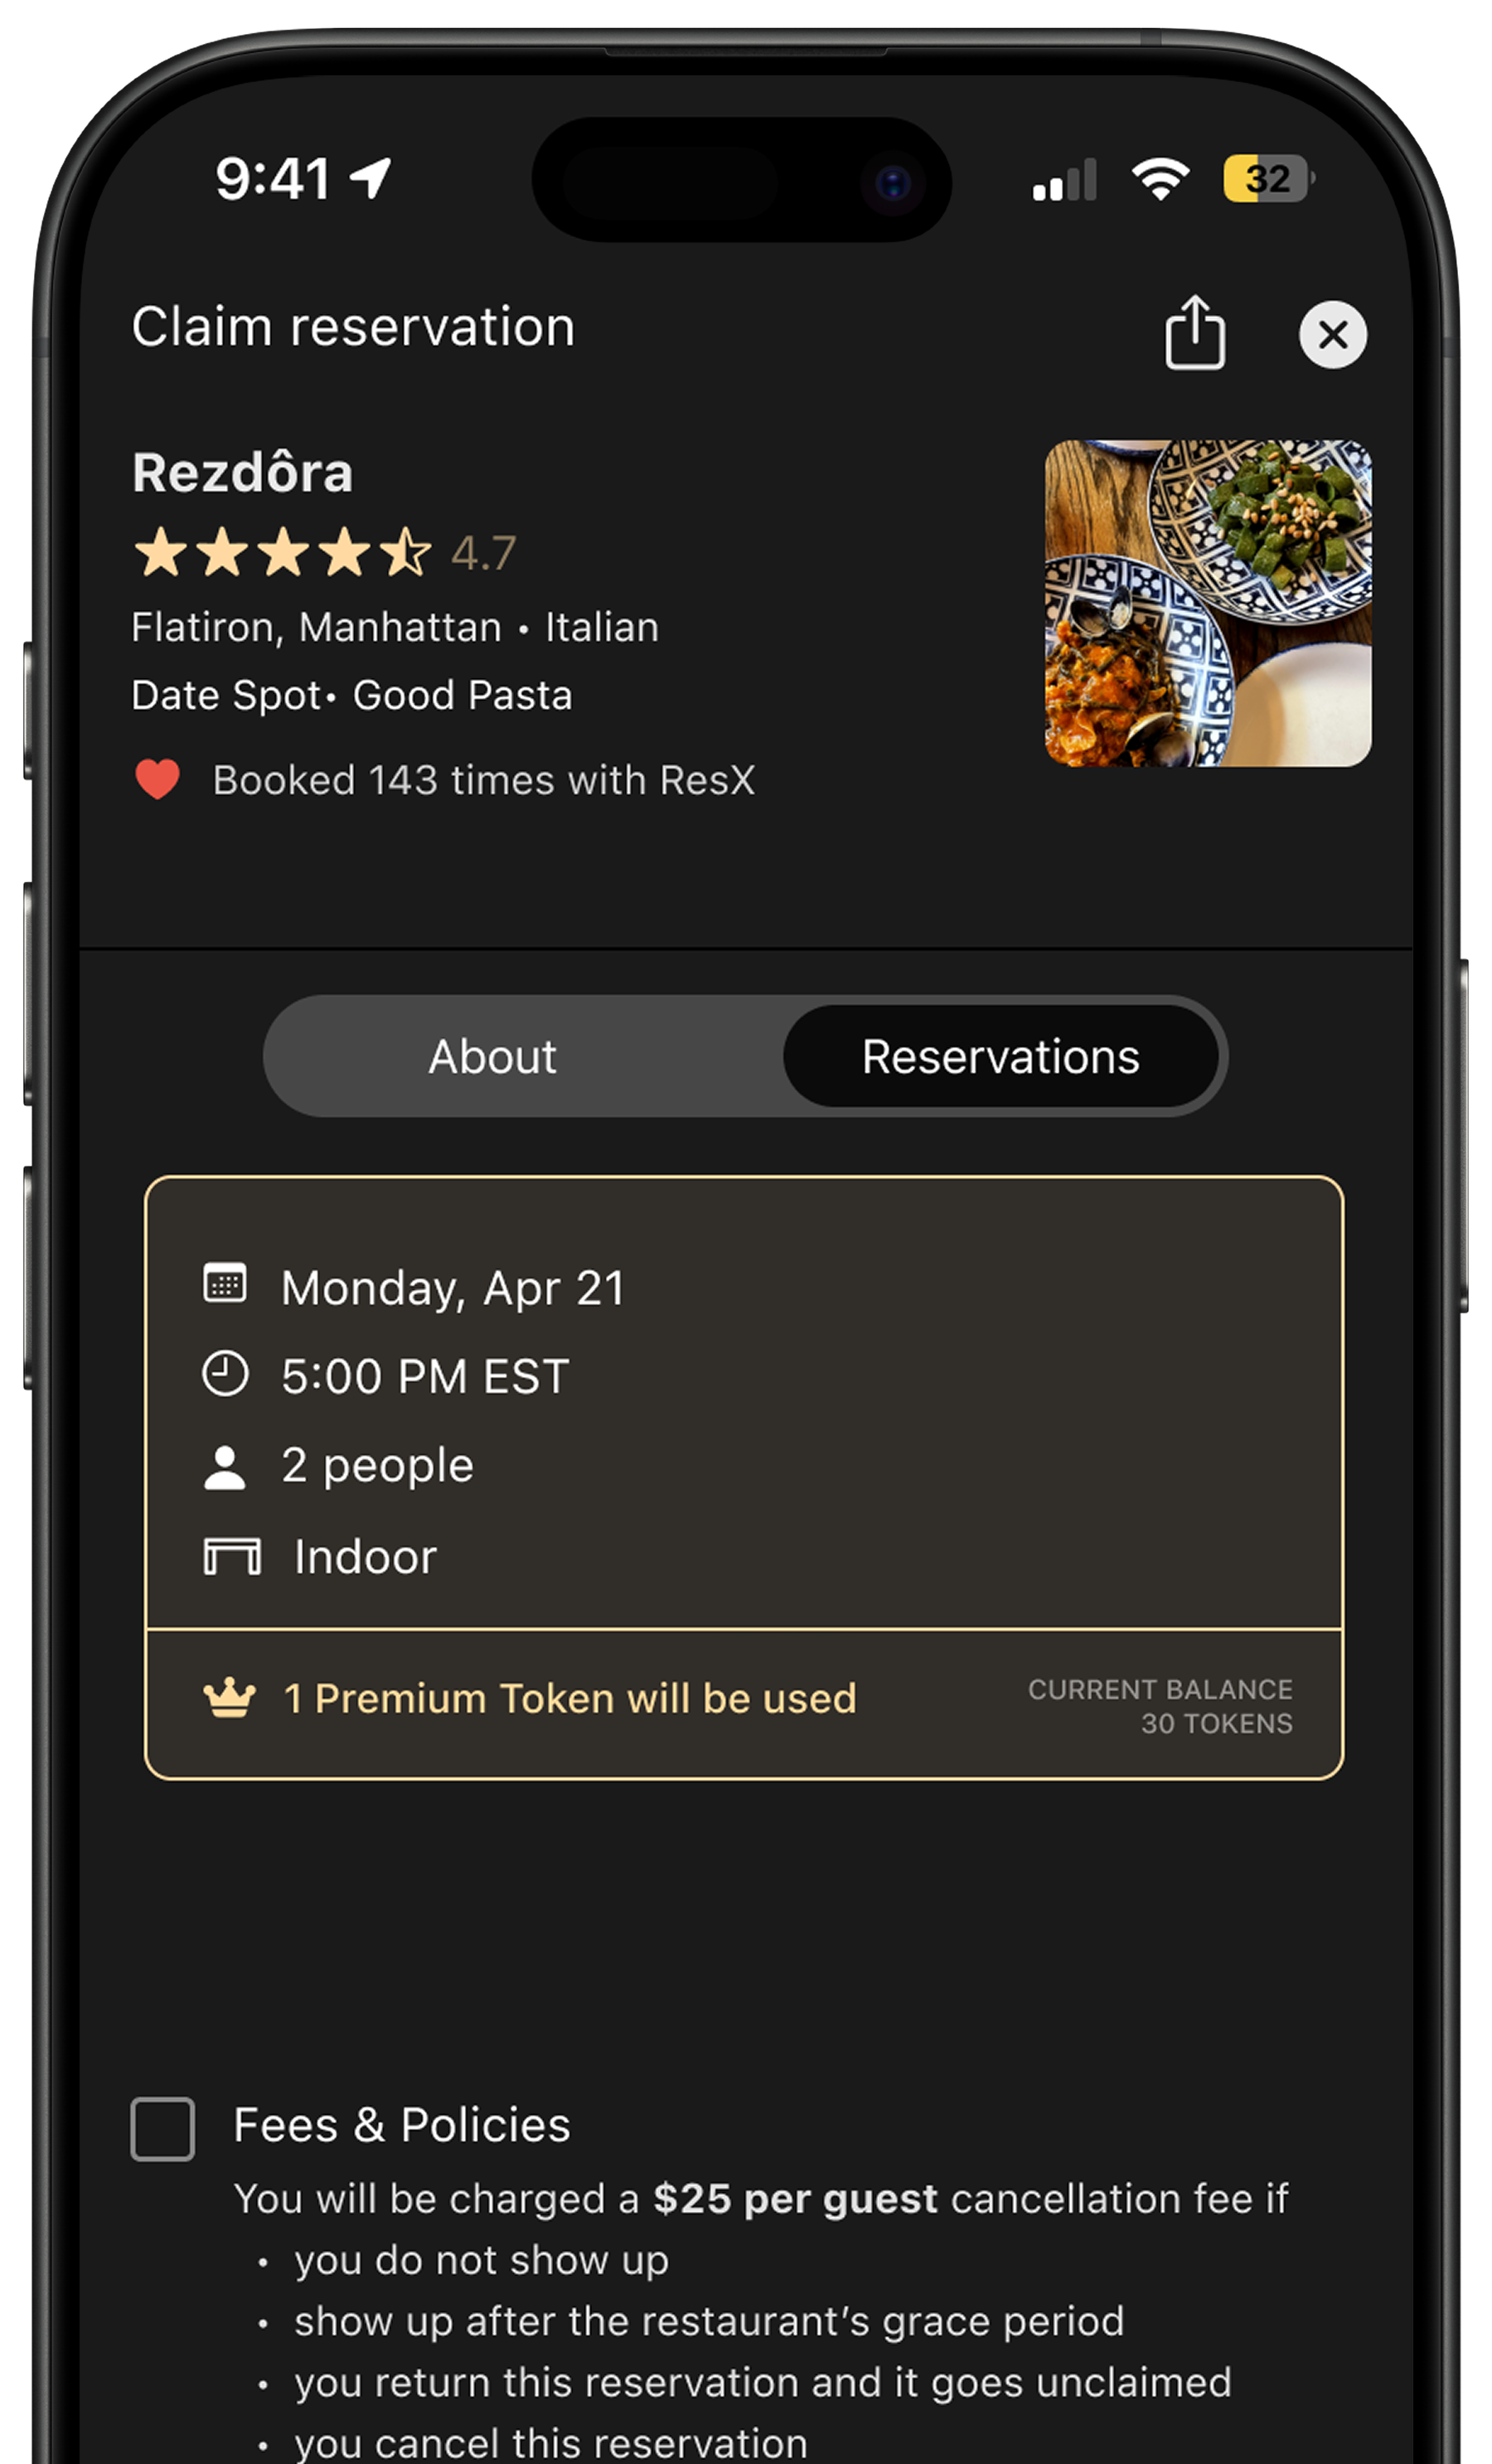 9:41
32
Claim reservation
Rezdôra
4.7
Flatiron, Manhattan • Italian
Date Spot• Good Pasta
Booked 143 times with ResX
About
Reservations
Monday, Apr 21
5:00 PM EST
2 people
Indoor
1 Premium Token will be used
CURRENT BALANCE
30 TOKENS
Fees & Policies
You will be charged a $25 per guest cancellation fee if
• you do not show up
• show up after the restaurant’s grace period
• you return this reservation and it goes unclaimed
• you cancel this reservation